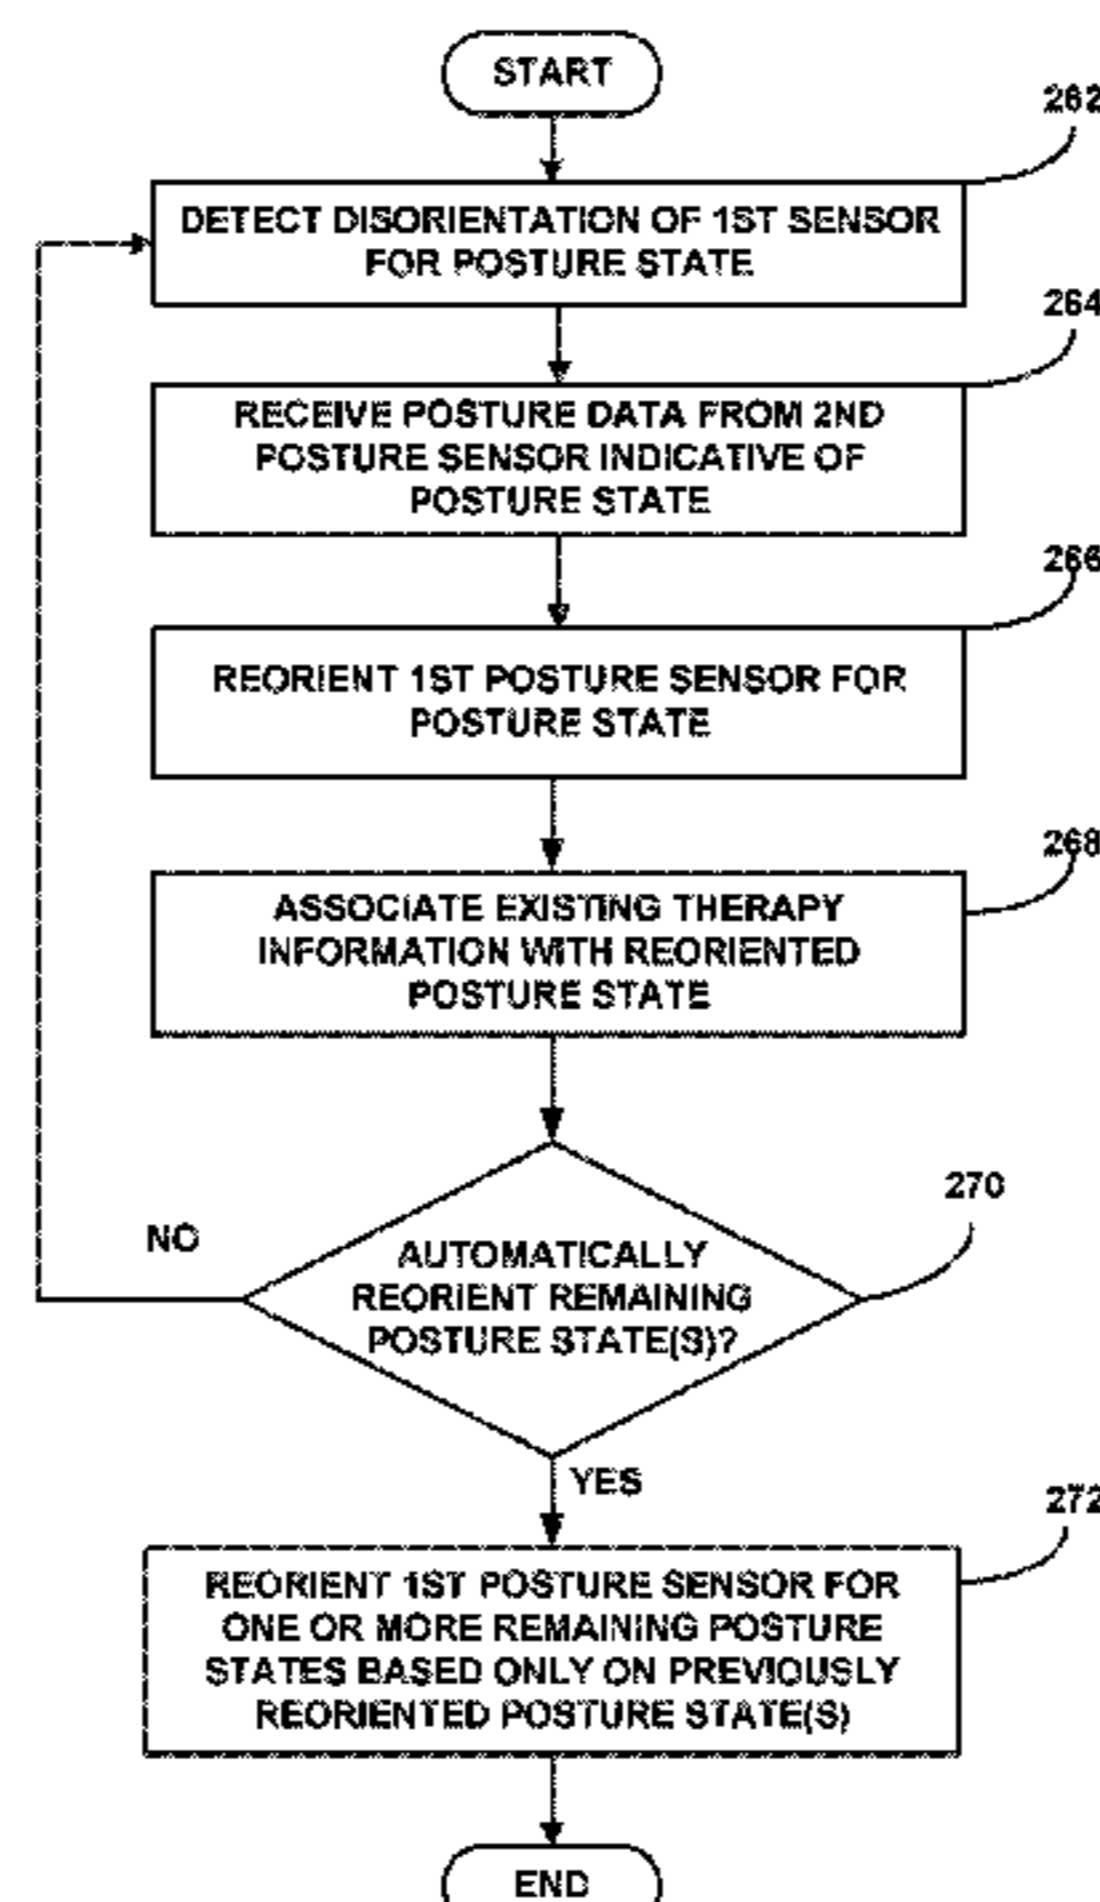 START
262
DETECT DISORIENTATION OF 1ST SENSOR
FOR POSTURE STATE
264
RECEIVE POSTURE DATA FROM 2ND
POSTURE SENSOR INDICATIVE OF
POSTURE STATE
266
REORIENT 1ST POSTURE SENSOR FOR
POSTURE STATE
268
ASSOCIATE EXISTING THERAPY
INFORMATION WITH REORIENTED
POSTURE STATE
270
NO
AUTOMATICALLY
REORIENT REMAINING
POSTURE STATE(S)?
YES
272
REORIENT 1ST POSTURE SENSOR FOR
ONE OR MORE REMAINING POSTURE
STATES BASED ONLY ON PREVIOUSLY
REORIENTED POSTURE STATE(S)
END